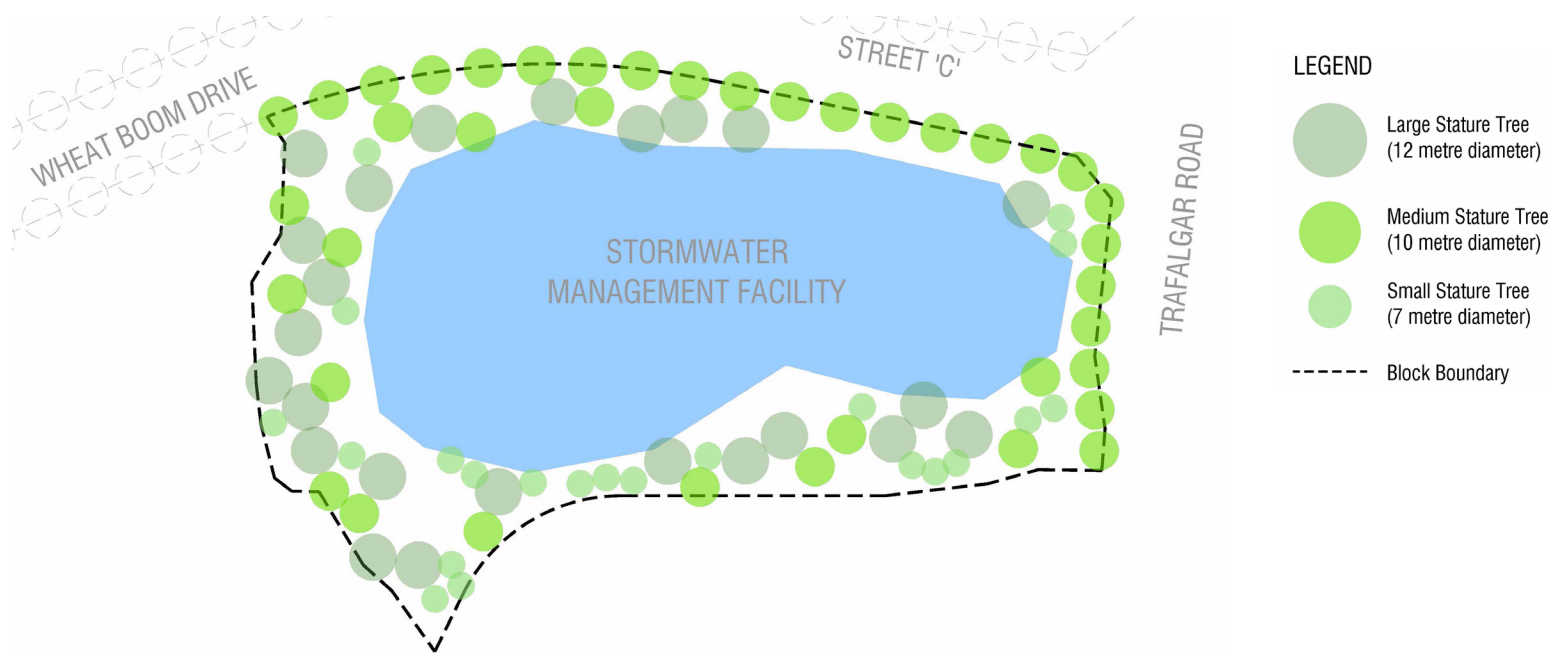 WHEAT BOOM DRIVE
STREET 'C'
TRAFALGAR ROAD
STORMWATER
MANAGEMENT FACILITY
LEGEND
Large Stature Tree
(12 metre diameter)
Medium Stature Tree
(10 metre diameter)
Small Stature Tree
(7 metre diameter)
Block Boundary